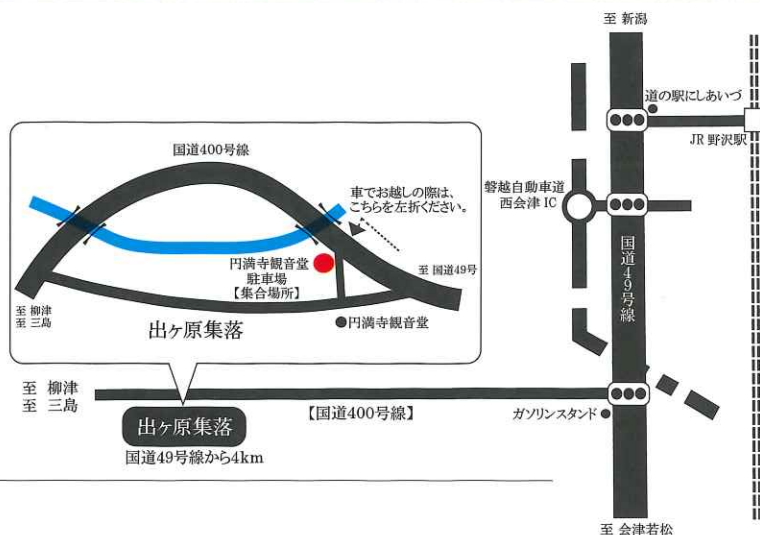 至 新潟
道の駅にしあいづ
JR 野沢駅
磐越自動車道
西会津 IC
国道49号線
国道400号線
車でお越しの際は、
こちらを左折ください。
円満寺観音堂
駐車場
【集合場所】
至 国道49号
至 柳津
至 三島
出ヶ原集落
円満寺観音堂
至 柳津
至 三島
【国道400号線】
ガソリンスタンド
出ヶ原集落
国道49号線から4km
至 会津若松